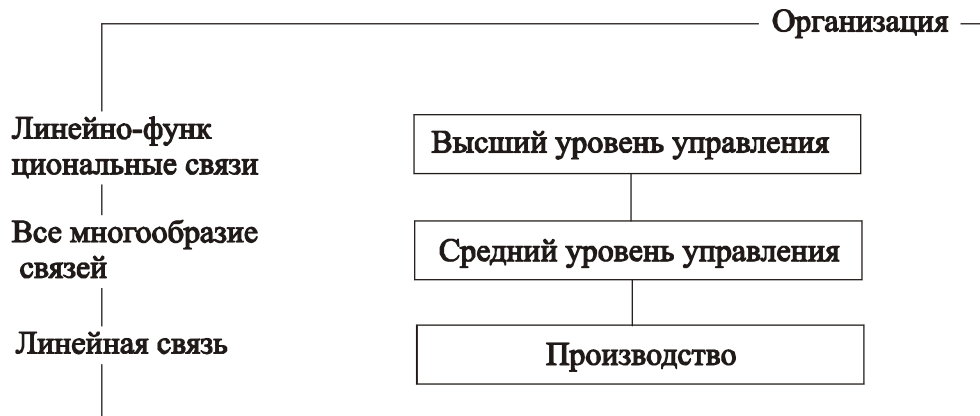 Организация
Линейно-функ
циональные связи
Высший уровень управления
Все многообразие
связей
Средний уровень управления
Линейная связь
Производство